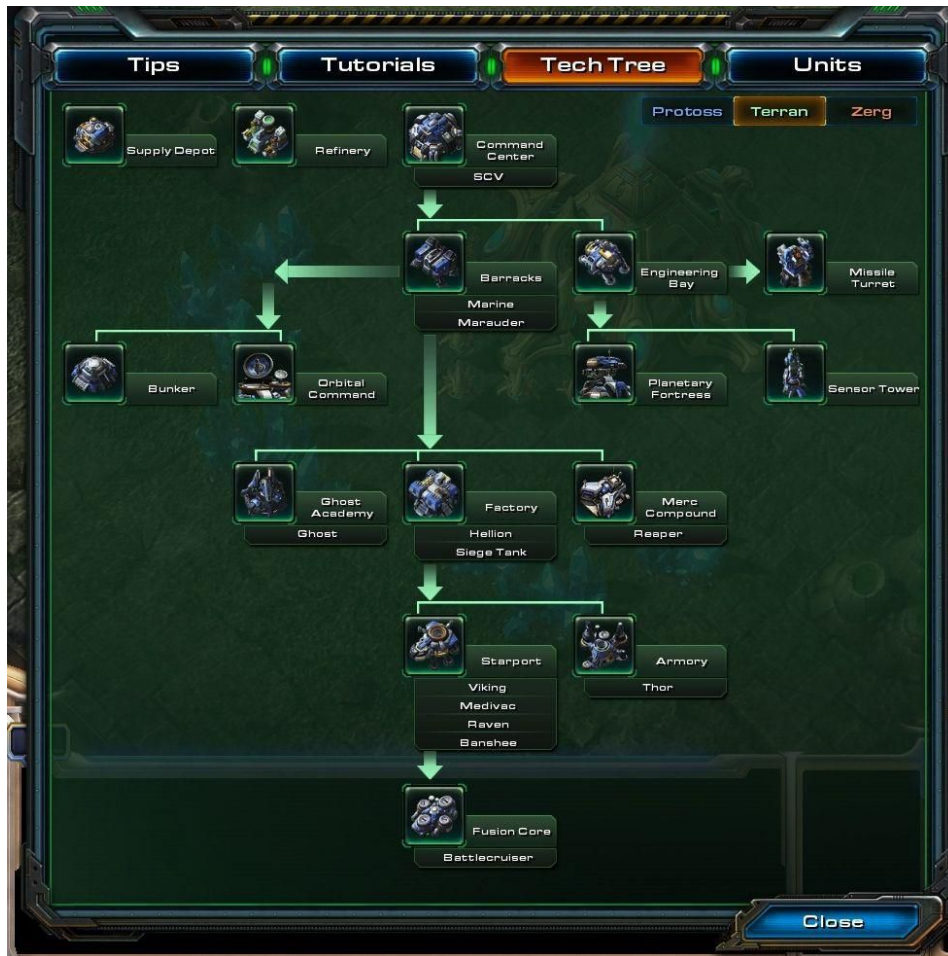 Tips
Tutorials
Tech Tree
Units
Protoss
Terran
Zerg
Supply Depot
Refinery
Command
Center
SCV
Barracks
Marine
Marauder
Engineering
Bay
Missile
Turret
Bunker
Orbital
Command
Planetary
Fortress
Sensor Tower
Ghost
Academy
Ghost
Factory
Hellion
Siege Tank
Merc
Compound
Reaper
Starport
Viking
Medivac
Raven
Banshee
Armory
Thor
Fusion Core
Battlecruiser
Close